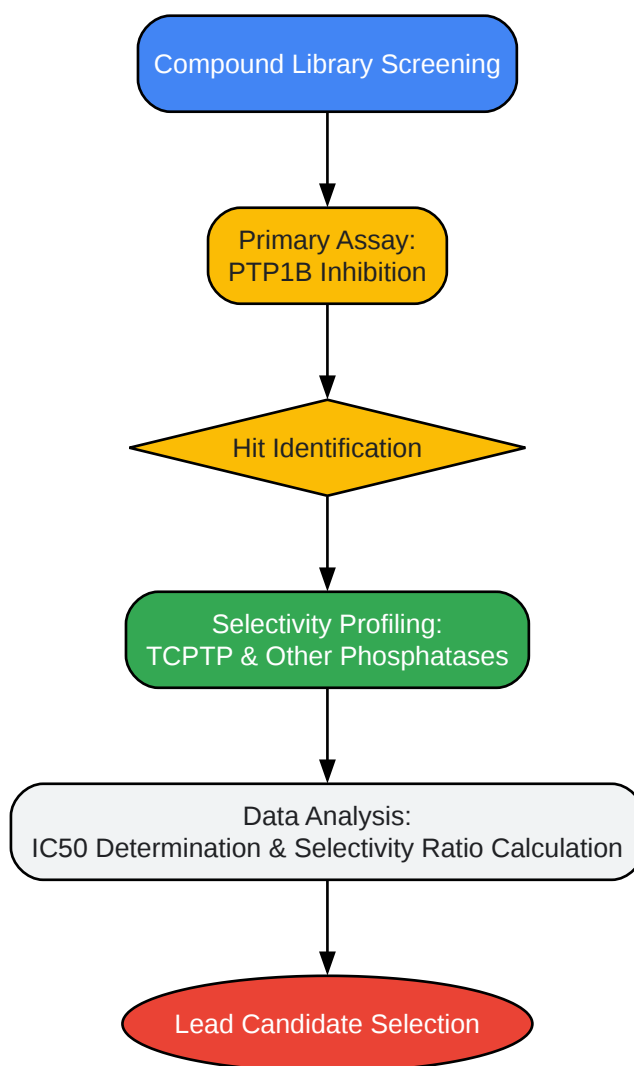 Compound Library Screening
Primary Assay:
PTP1B Inhibition
Hit Identification
Selectivity Profiling:
TCPTP & Other Phosphatases
Data Analysis:
IC50 Determination & Selectivity Ratio Calculation
Lead Candidate Selection